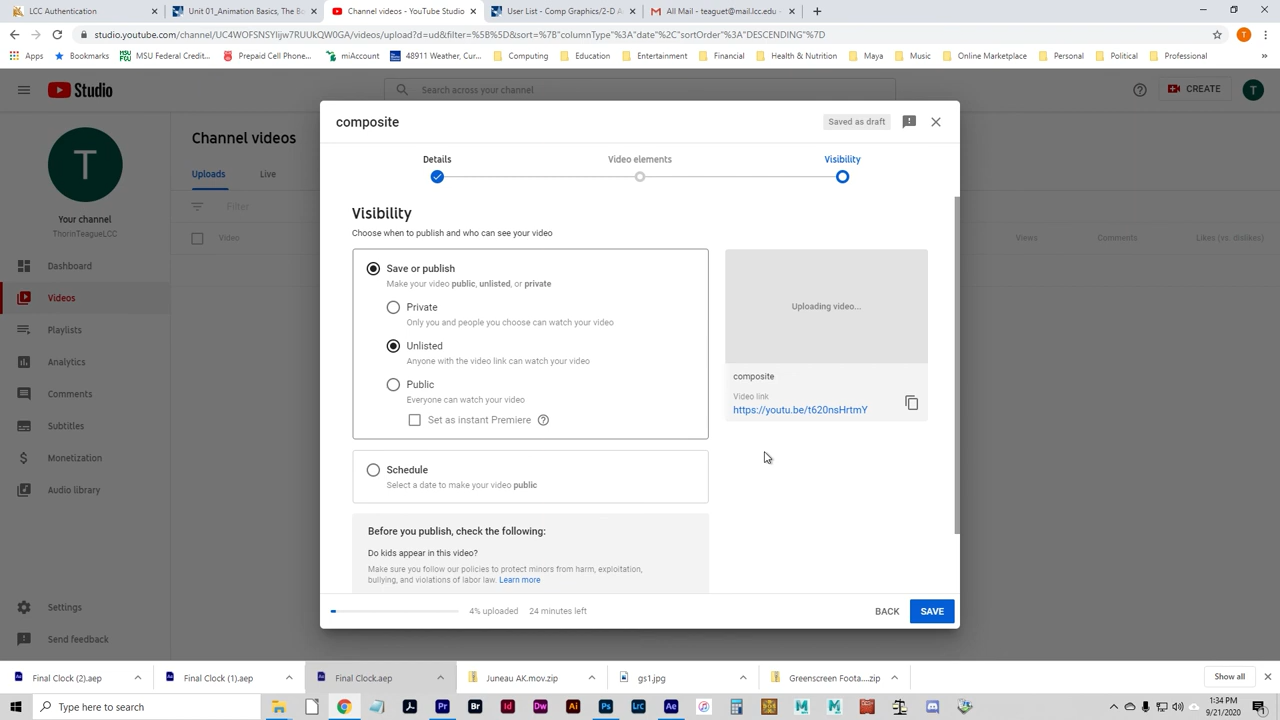 LCC Authentication
Unit 01_Animation Basics, The B
Channel videos - YouTube Studio
User List - Comp Graphics/2-D A
All Mail - teaguet@mail.lcc.edu
studio.youtube.com/channel/UC4WOFSNSYlijw7RUUkQW0GA/videos/upload?d=ud&filter=%5B%5D&sort=%7B"columnType"%3A"date"%2C"sortOrder"%3A"DESCENDING"%7D
T
Apps
Bookmarks
MSU Federal Credit...
Prepaid Cell Phone...
miAccount
48911 Weather, Cur...
Computing
Education
Entertainment
Financial
Health & Nutrition
Maya
Music
Online Marketplace
Personal
Political
Professional
Studio
Search across your channel
CREATE
T
T
Your channel
ThorinTeagueLCC
Dashboard
Videos
Playlists
Analytics
Comments
Subtitles
Monetization
Audio library
Settings
Send feedback
Channel videos
Uploads
Live
Filter
Video
Views
Comments
Likes (vs. dislikes)
composite
Saved as draft
Details
Video elements
Visibility
Visibility
Choose when to publish and who can see your video
Save or publish
Make your video public, unlisted, or private
Private
Only you and people you choose can watch your video
Unlisted
Anyone with the video link can watch your video
Public
Everyone can watch your video
Set as instant Premiere
Schedule
Select a date to make your video public
Before you publish, check the following:
Do kids appear in this video?
Make sure you follow our policies to protect minors from harm, exploitation,
bullying, and violations of labor law. Learn more
Uploading video...
composite
Video link
https://youtu.be/t620nsHrtmY
4% uploaded
24 minutes left
BACK
SAVE
Final Clock (2).aep
Final Clock (1).aep
Final Clock.aep
Juneau AK.mov.zip
gs1.jpg
Greenscreen Foota....zip
Show all
Type here to search
1:34 PM
9/21/2020